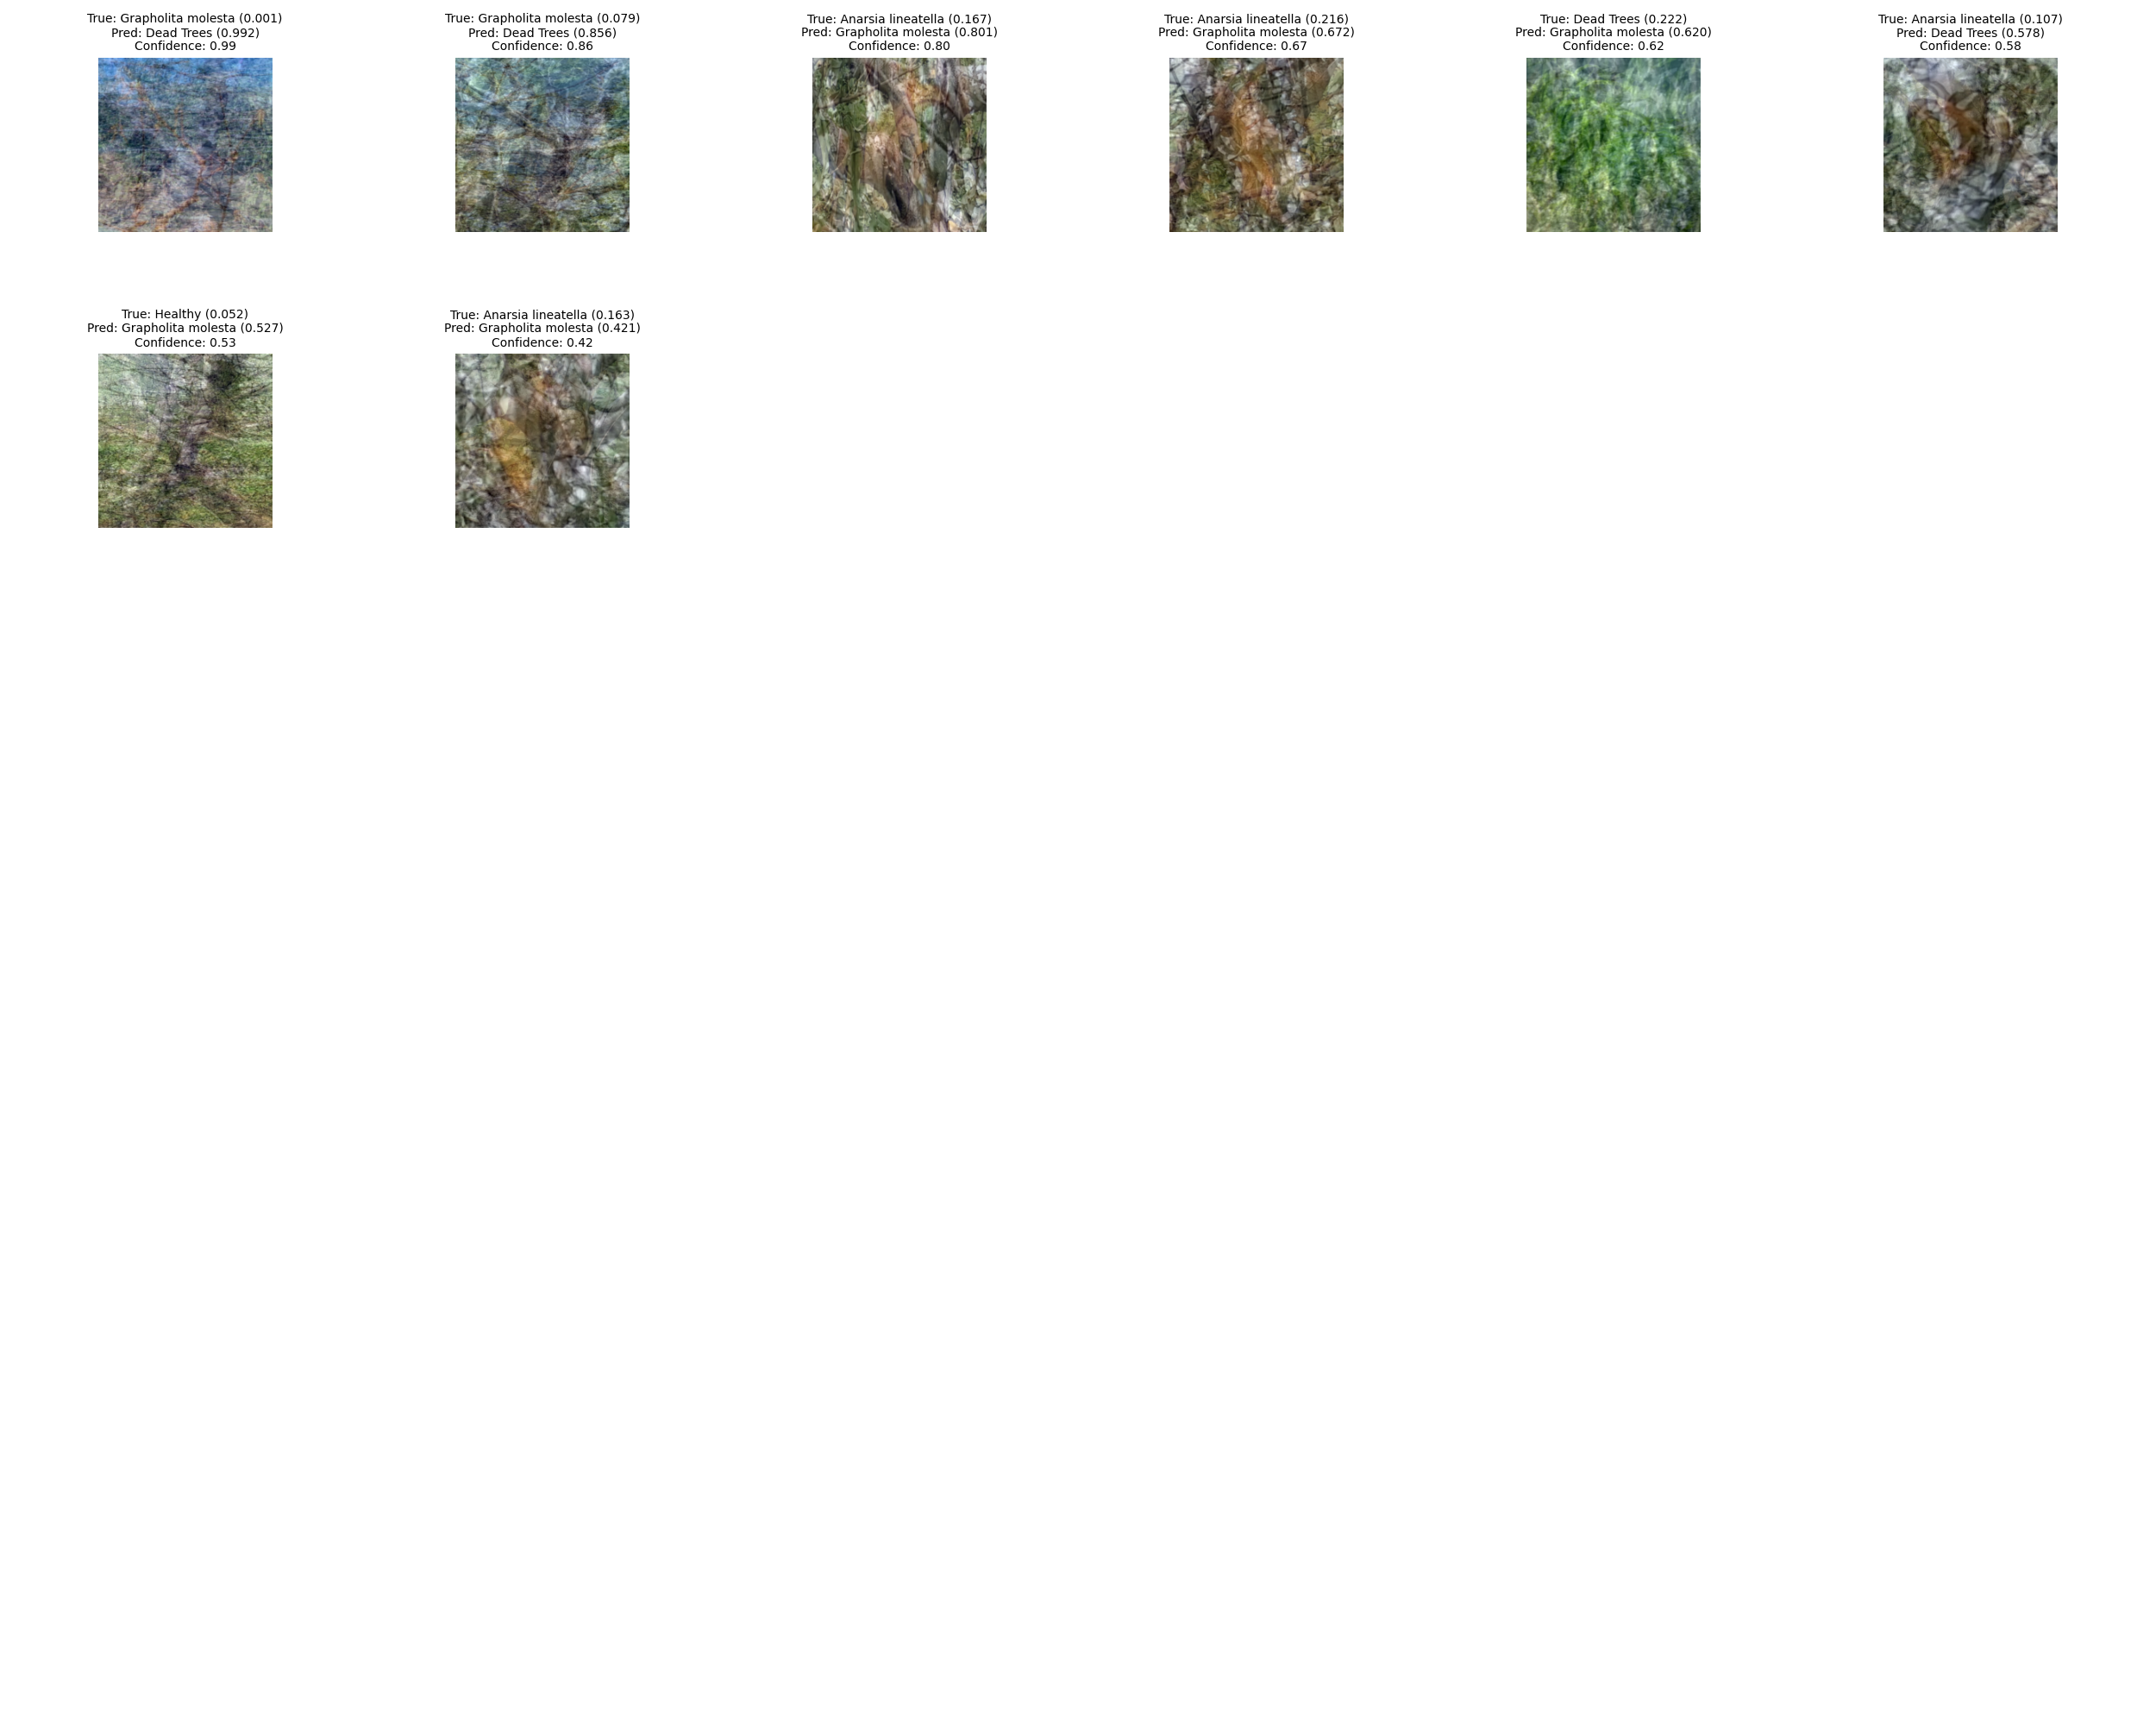 True: Grapholita molesta (0.001)
Pred: Dead Trees (0.992)
Confidence: 0.99
True: Grapholita molesta (0.079)
Pred: Dead Trees (0.856)
Confidence: 0.86
True: Anarsia lineatella (0.167)
Pred: Grapholita molesta (0.801)
Confidence: 0.80
True: Anarsia lineatella (0.216)
Pred: Grapholita molesta (0.672)
Confidence: 0.67
True: Dead Trees (0.222)
Pred: Grapholita molesta (0.620)
Confidence: 0.62
True: Anarsia lineatella (0.107)
Pred: Dead Trees (0.578)
Confidence: 0.58
True: Healthy (0.052)
Pred: Grapholita molesta (0.527)
Confidence: 0.53
True: Anarsia lineatella (0.163)
Pred: Grapholita molesta (0.421)
Confidence: 0.42